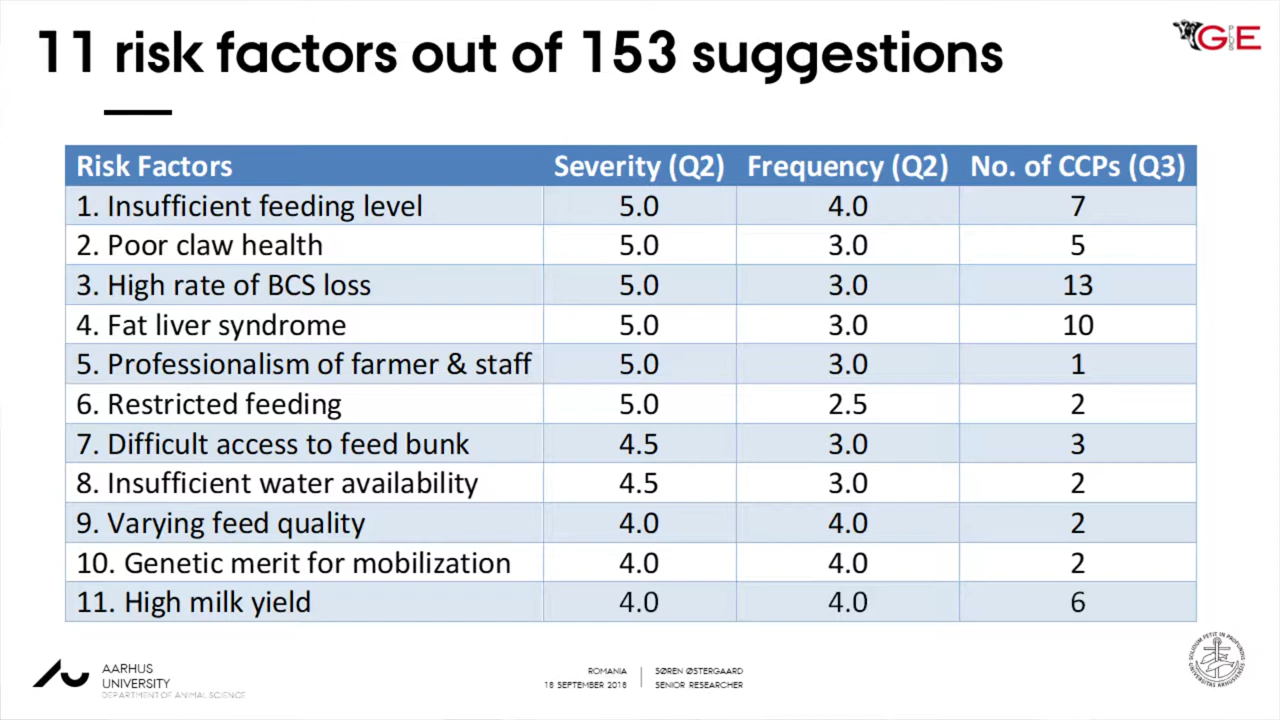 11 risk factors out of 153 suggestions
GplusE
Risk Factors Severity (Q2) Frequency (Q2) No. of CCPs (Q3)
1. Insufficient feeding level 5.0 4.0 7
2. Poor claw health 5.0 3.0 5
3. High rate of BCS loss 5.0 3.0 13
4. Fat liver syndrome 5.0 3.0 10
5. Professionalism of farmer & staff 5.0 3.0 1
6. Restricted feeding 5.0 2.5 2
7. Difficult access to feed bunk 4.5 3.0 3
8. Insufficient water availability 4.5 3.0 2
9. Varying feed quality 4.0 4.0 2
10. Genetic merit for mobilization 4.0 4.0 2
11. High milk yield 4.0 4.0 6
AARHUS
UNIVERSITY
DEPARTMENT OF ANIMAL SCIENCE
ROMANIA SØREN ØSTERGAARD
18 SEPTEMBER 2018 SENIOR RESEARCHER
SOLIDUM PETIT IN PROFUNDIS
UNIVERSITAS ARHUSIENSIS